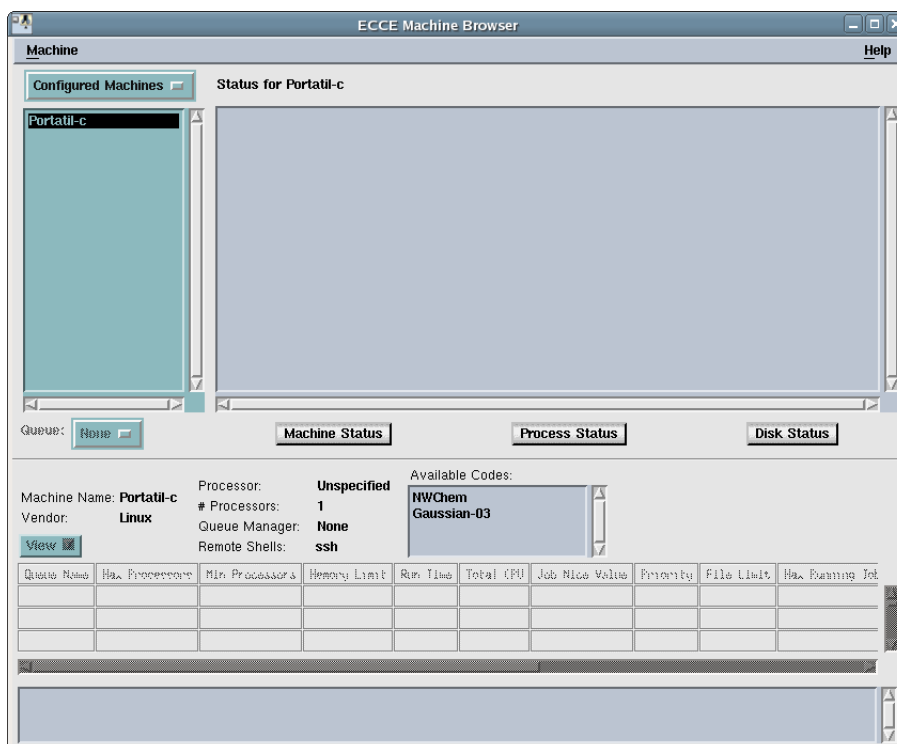 ECCE Machine Browser
Machine Help
Configured Machines Status for Portatil-c
Portatil-c
Queue: None Machine Status Process Status Disk Status
Available Codes:
Processor: Unspecified
Machine Name: Portatil-c # Processors: 1 NWChem
Vendor: Linux Queue Manager: None Gaussian-03
View Remote Shells: ssh
Queue Name Max Processors Min Processors Memory Limit Run Time Total CPU Job Nice Value Priority File Limit Max Running Job